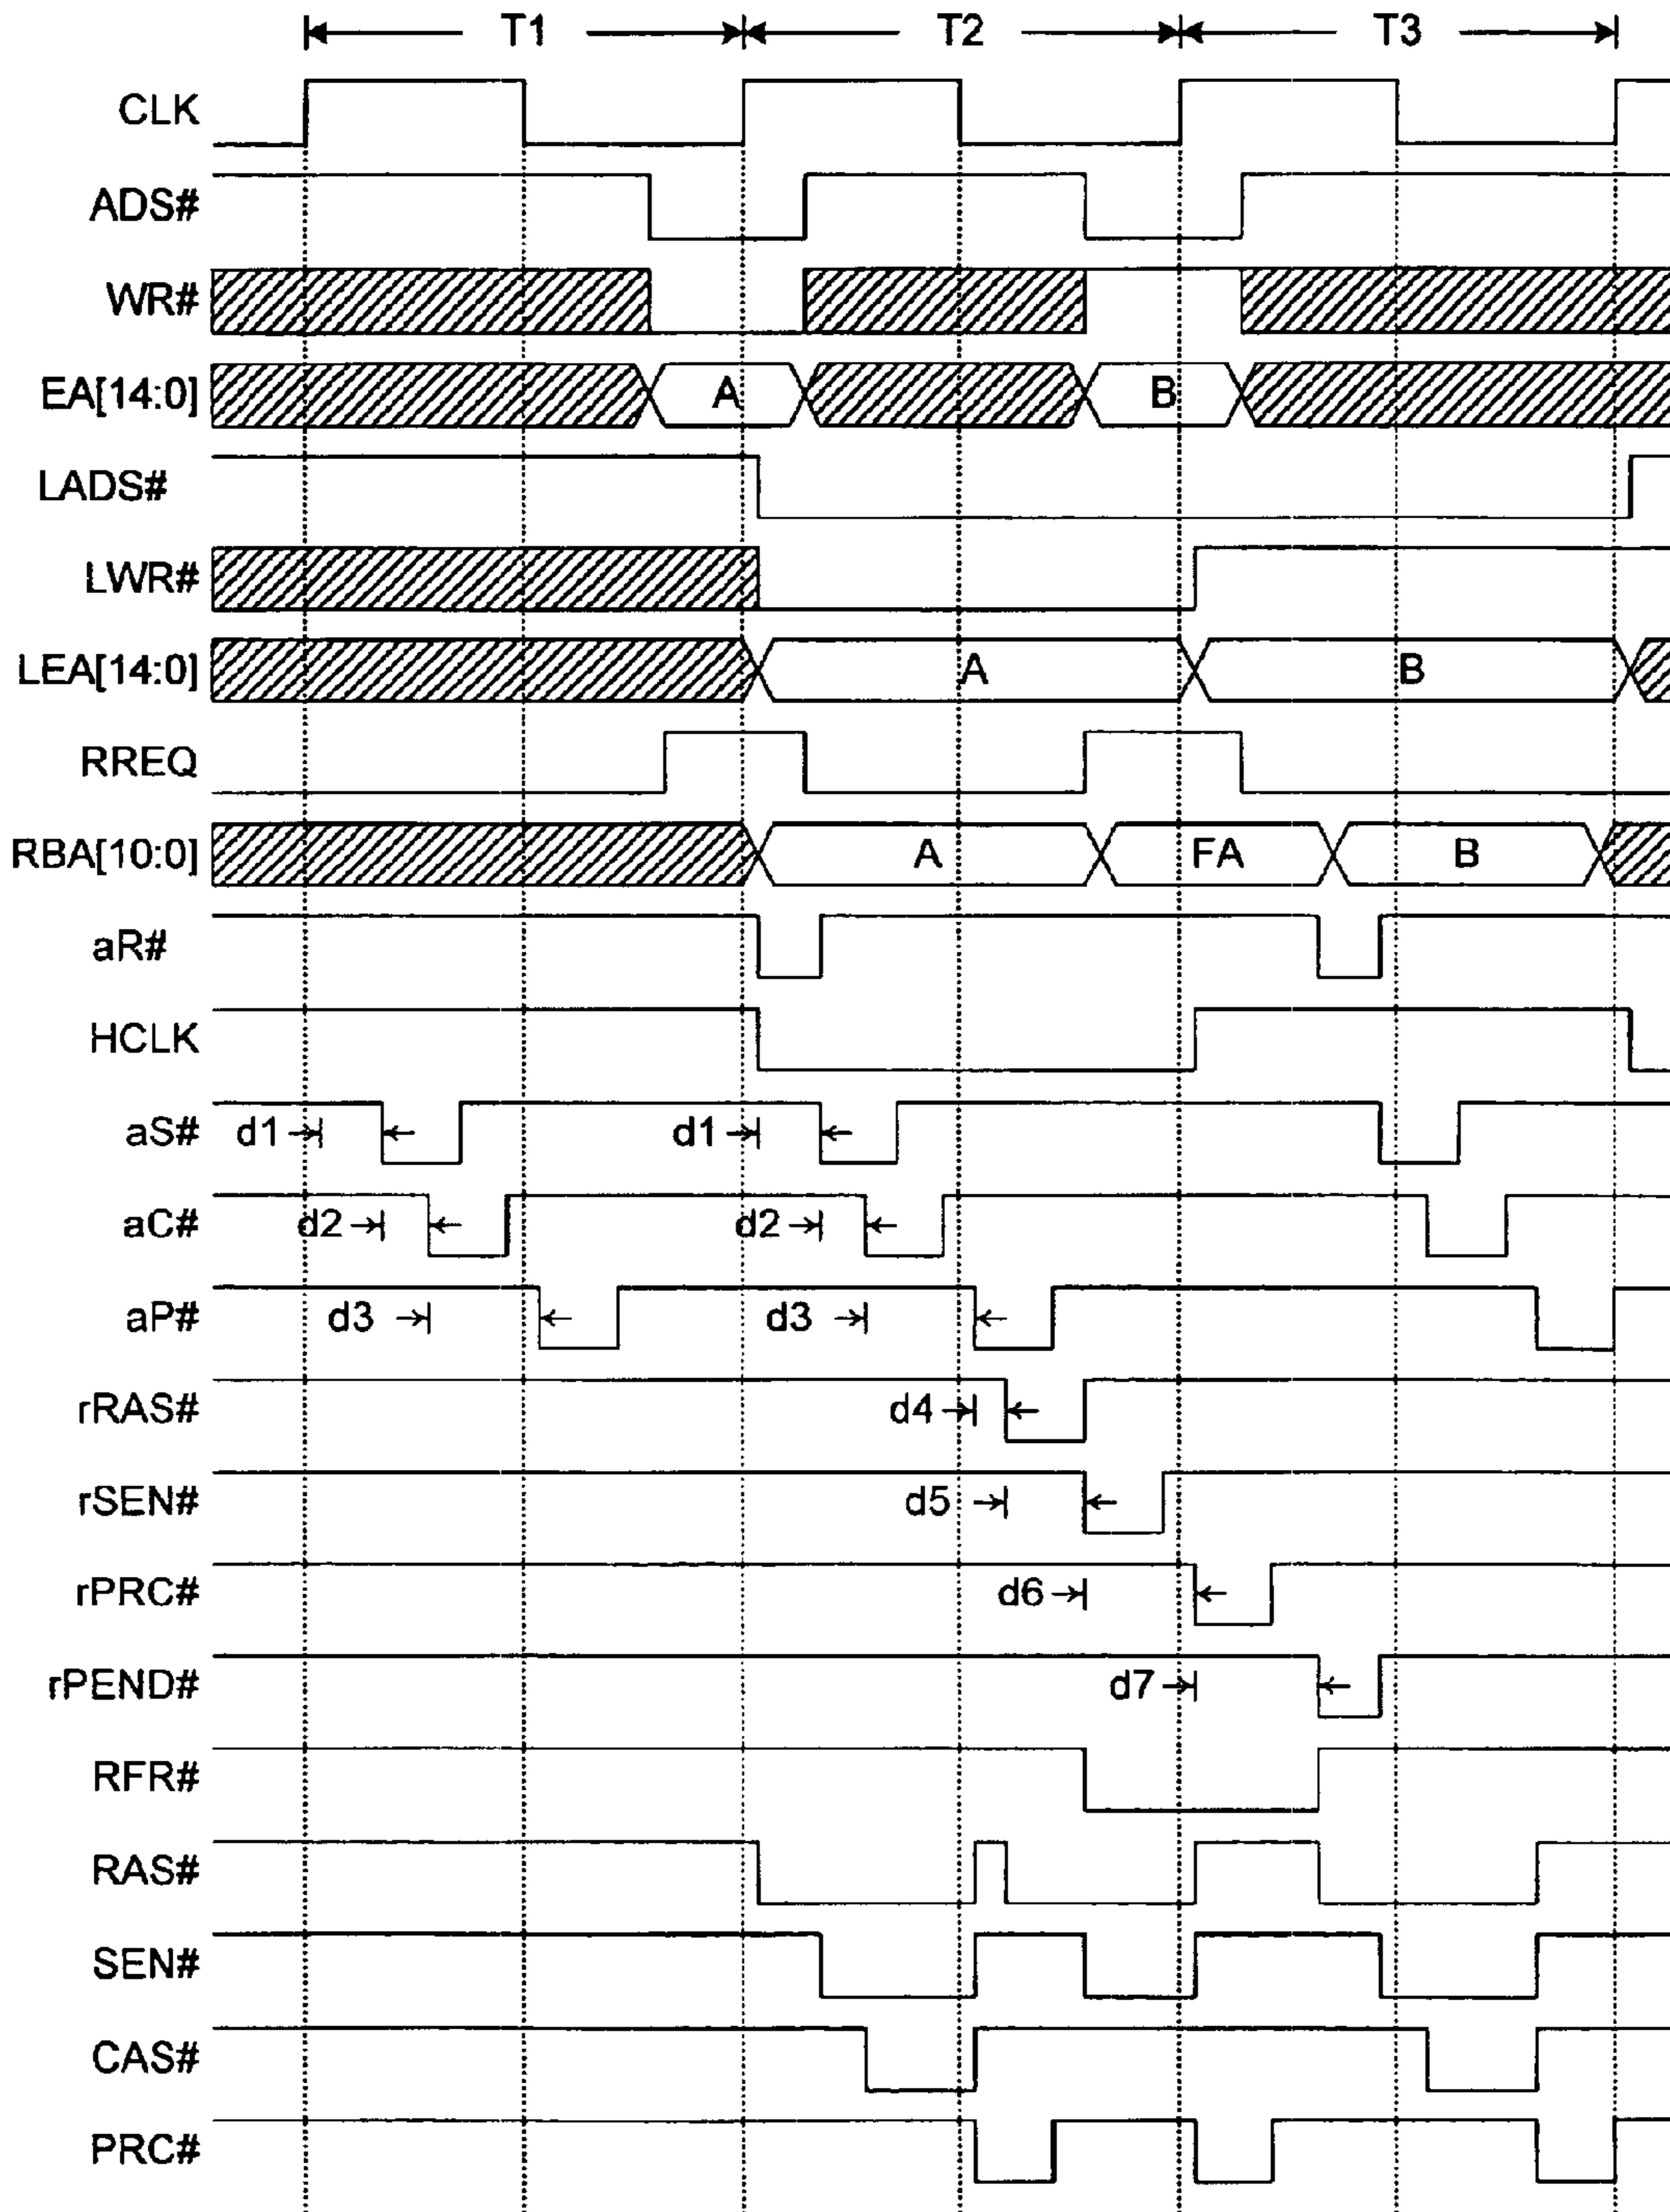 T1 T2 T3
CLK
ADS#
WR#
EA[14:0] A B
LADS#
LWR#
LEA[14:0] A B
RREQ
RBA[10:0] A FA B
aR#
HCLK
aS# d1 d1
aC# d2 d2
aP# d3 d3
rRAS# d4
rSEN# d5
rPRC# d6
rPEND# d7
RFR#
RAS#
SEN#
CAS#
PRC#